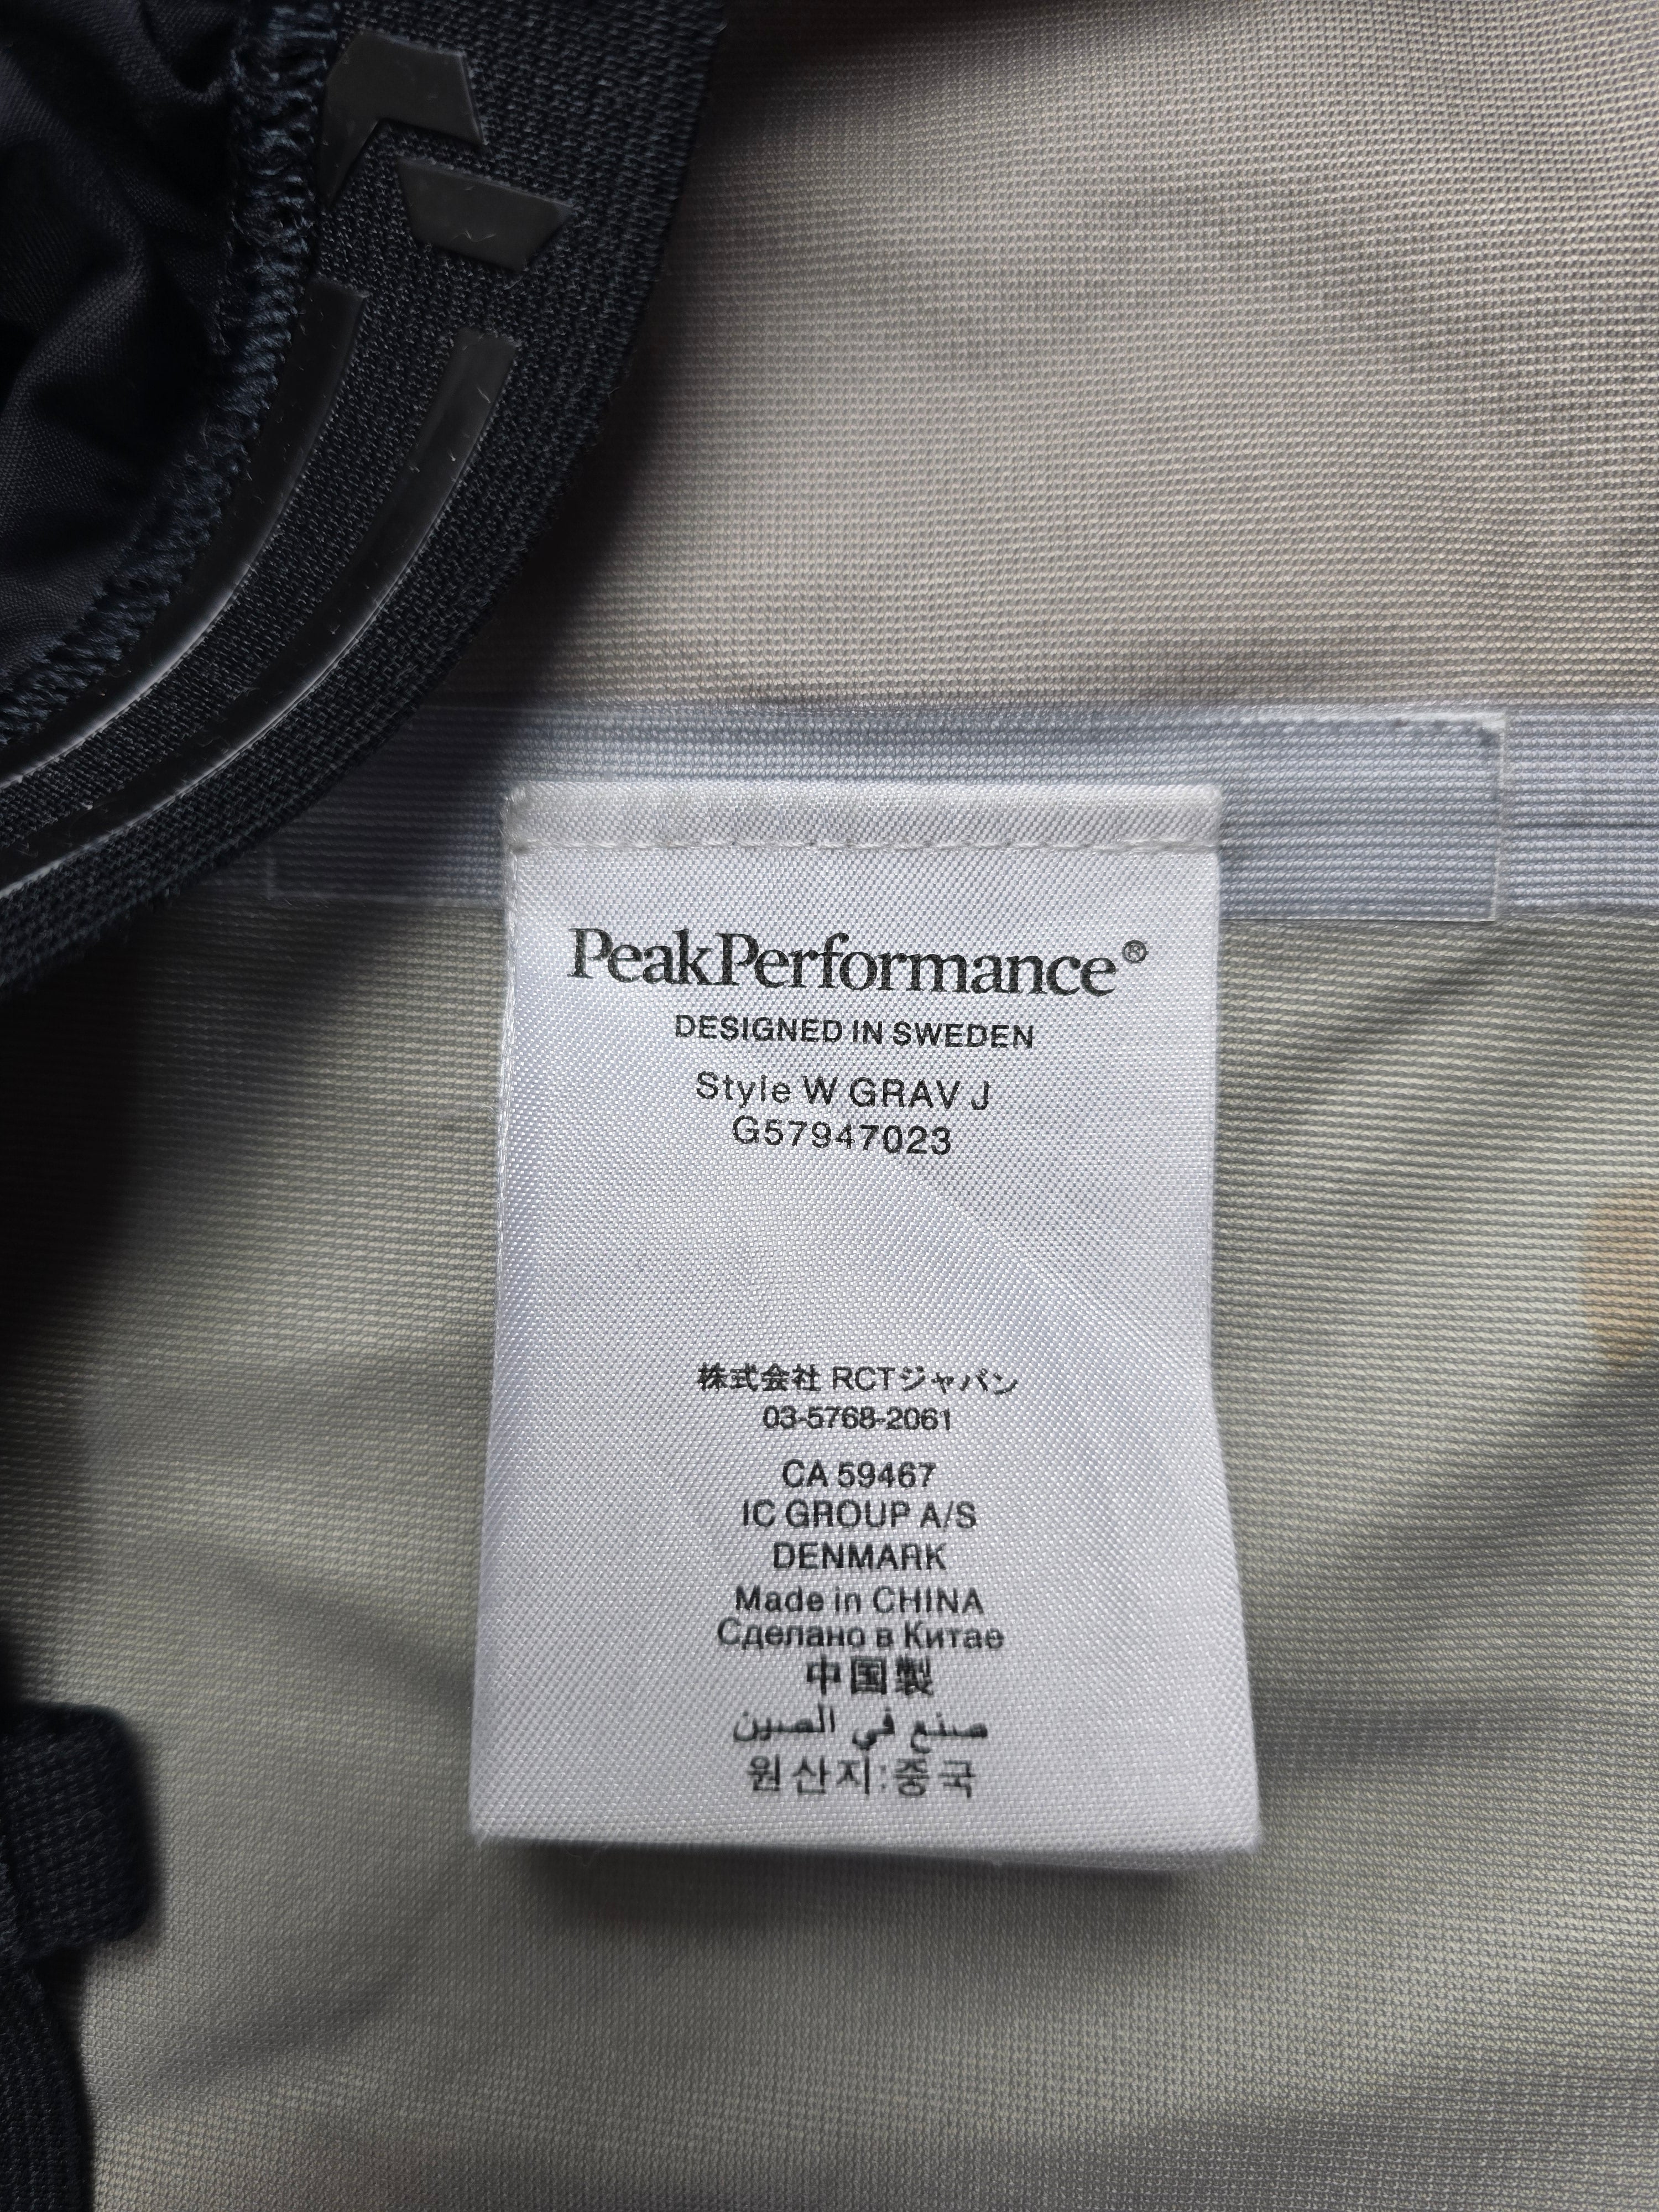 PeakPerformance®
DESIGNED IN SWEDEN
Style W GRAV J
G57947023
株式会社 RCTジャパン
03-5768-2061
CA 59467
IC GROUP A/S
DENMARK
Made in CHINA
Сделано в Китае
中国製
صنع في الصين
원산지:중국